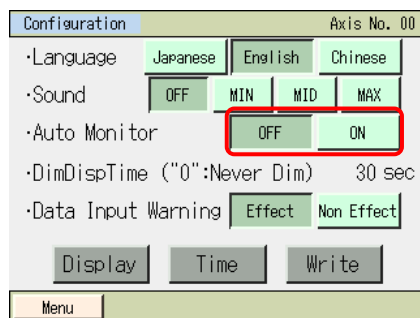 Configuration Axis No. 00
·Language Japanese English Chinese
·Sound OFF MIN MID MAX
·Auto Monitor OFF ON
·DimDispTime ("0":Never Dim) 30 sec
·Data Input Warning Effect Non Effect
Display Time Write
Menu